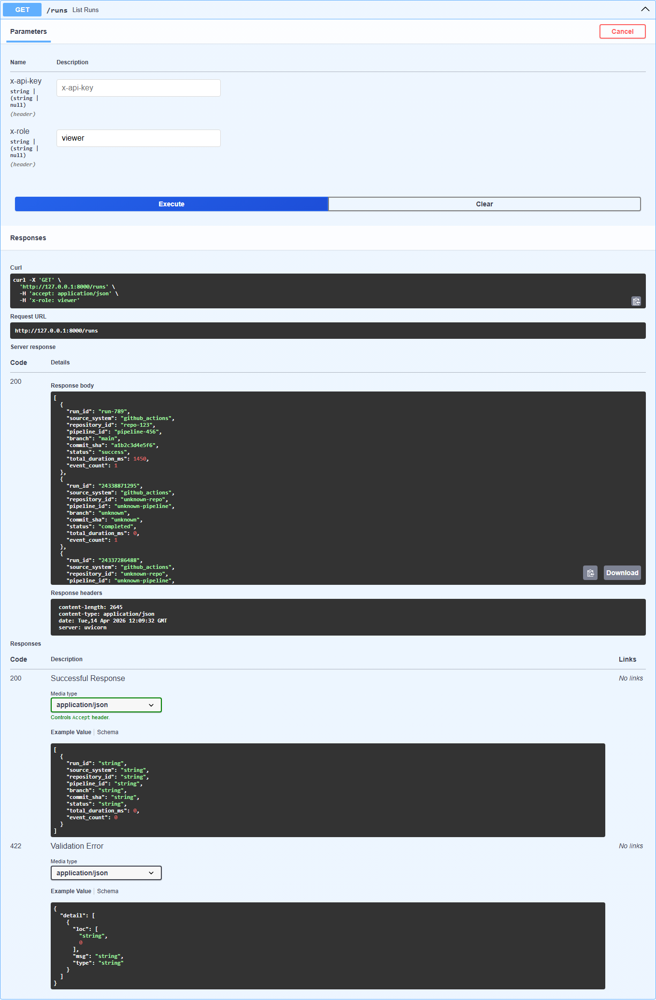 GET /runs List Runs
Parameters
Cancel
Name Description
x-api-key
string |
(string |
null)
(header)
x-api-key
x-role
string |
(string |
null)
(header)
viewer
Execute Clear
Responses
Curl
curl -X 'GET' \
  'http://127.0.0.1:8000/runs' \
  -H 'accept: application/json' \
  -H 'x-role: viewer'
Request URL
http://127.0.0.1:8000/runs
Server response
Code Details
200
Response body
[
  {
    "run_id": "run-789",
    "source_system": "github_actions",
    "repository_id": "repo-123",
    "pipeline_id": "pipeline-456",
    "branch": "main",
    "commit_sha": "a1b2c3d4e5f6",
    "status": "success",
    "total_duration_ms": 1450,
    "event_count": 1
  },
  {
    "run_id": "24338871295",
    "source_system": "github_actions",
    "repository_id": "unknown-repo",
    "pipeline_id": "unknown-pipeline",
    "branch": "unknown",
    "commit_sha": "unknown",
    "status": "completed",
    "total_duration_ms": 0,
    "event_count": 1
  },
  {
    "run_id": "24337286488",
    "source_system": "github_actions",
    "repository_id": "unknown-repo",
    "pipeline_id": "unknown-pipeline",
Download
Response headers
content-length: 2645
content-type: application/json
date: Tue,14 Apr 2026 12:09:32 GMT
server: uvicorn
Responses
Code Description Links
200 Successful Response No links
Media type
application/json
Controls Accept header.
Example Value Schema
[
  {
    "run_id": "string",
    "source_system": "string",
    "repository_id": "string",
    "pipeline_id": "string",
    "branch": "string",
    "commit_sha": "string",
    "status": "string",
    "total_duration_ms": 0,
    "event_count": 0
  }
]
422 Validation Error No links
Media type
application/json
Example Value Schema
{
  "detail": [
    {
      "loc": [
        "string",
        0
      ],
      "msg": "string",
      "type": "string"
    }
  ]
}